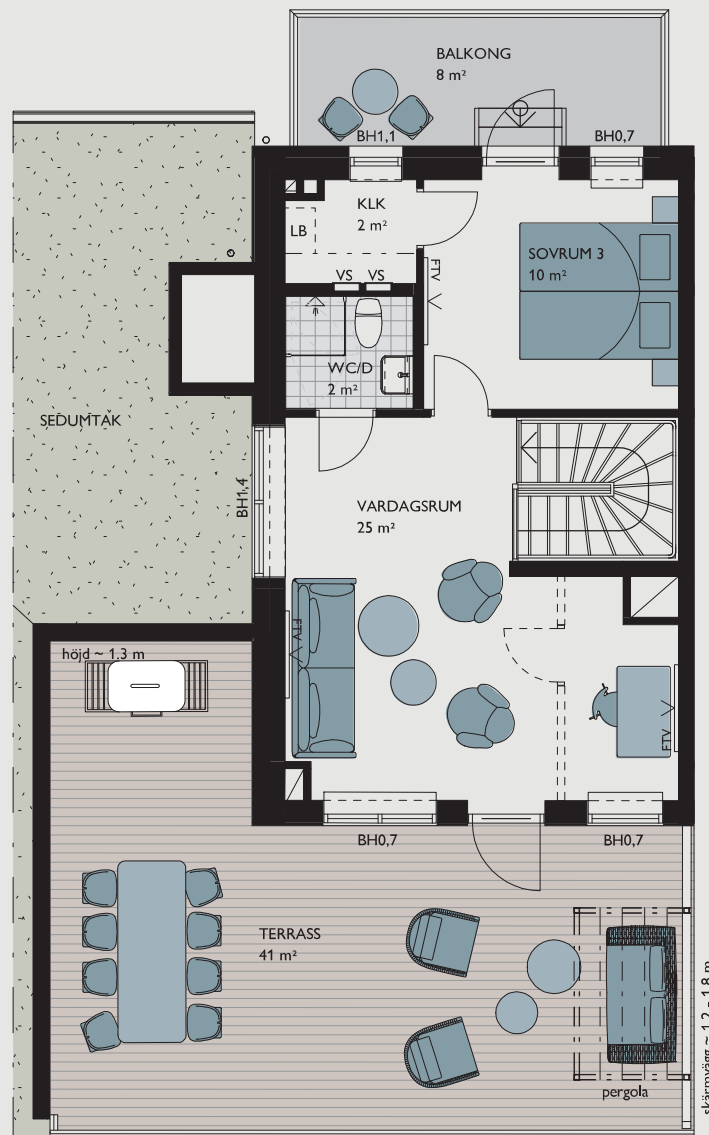 BALKONG
8 m²
BH1,1
BH0,7
KLK
2 m²
LB
VS VS
FTV
SOVRUM 3
10 m²
WC/D
2 m²
SEDUMTAK
BH1,4
VARDAGSRUM
25 m²
höjd ~ 1.3 m
FTV
FTV
BH0,7
BH0,7
TERRASS
41 m²
skärmvägg ~ 1.2 - 1.8 m
pergola